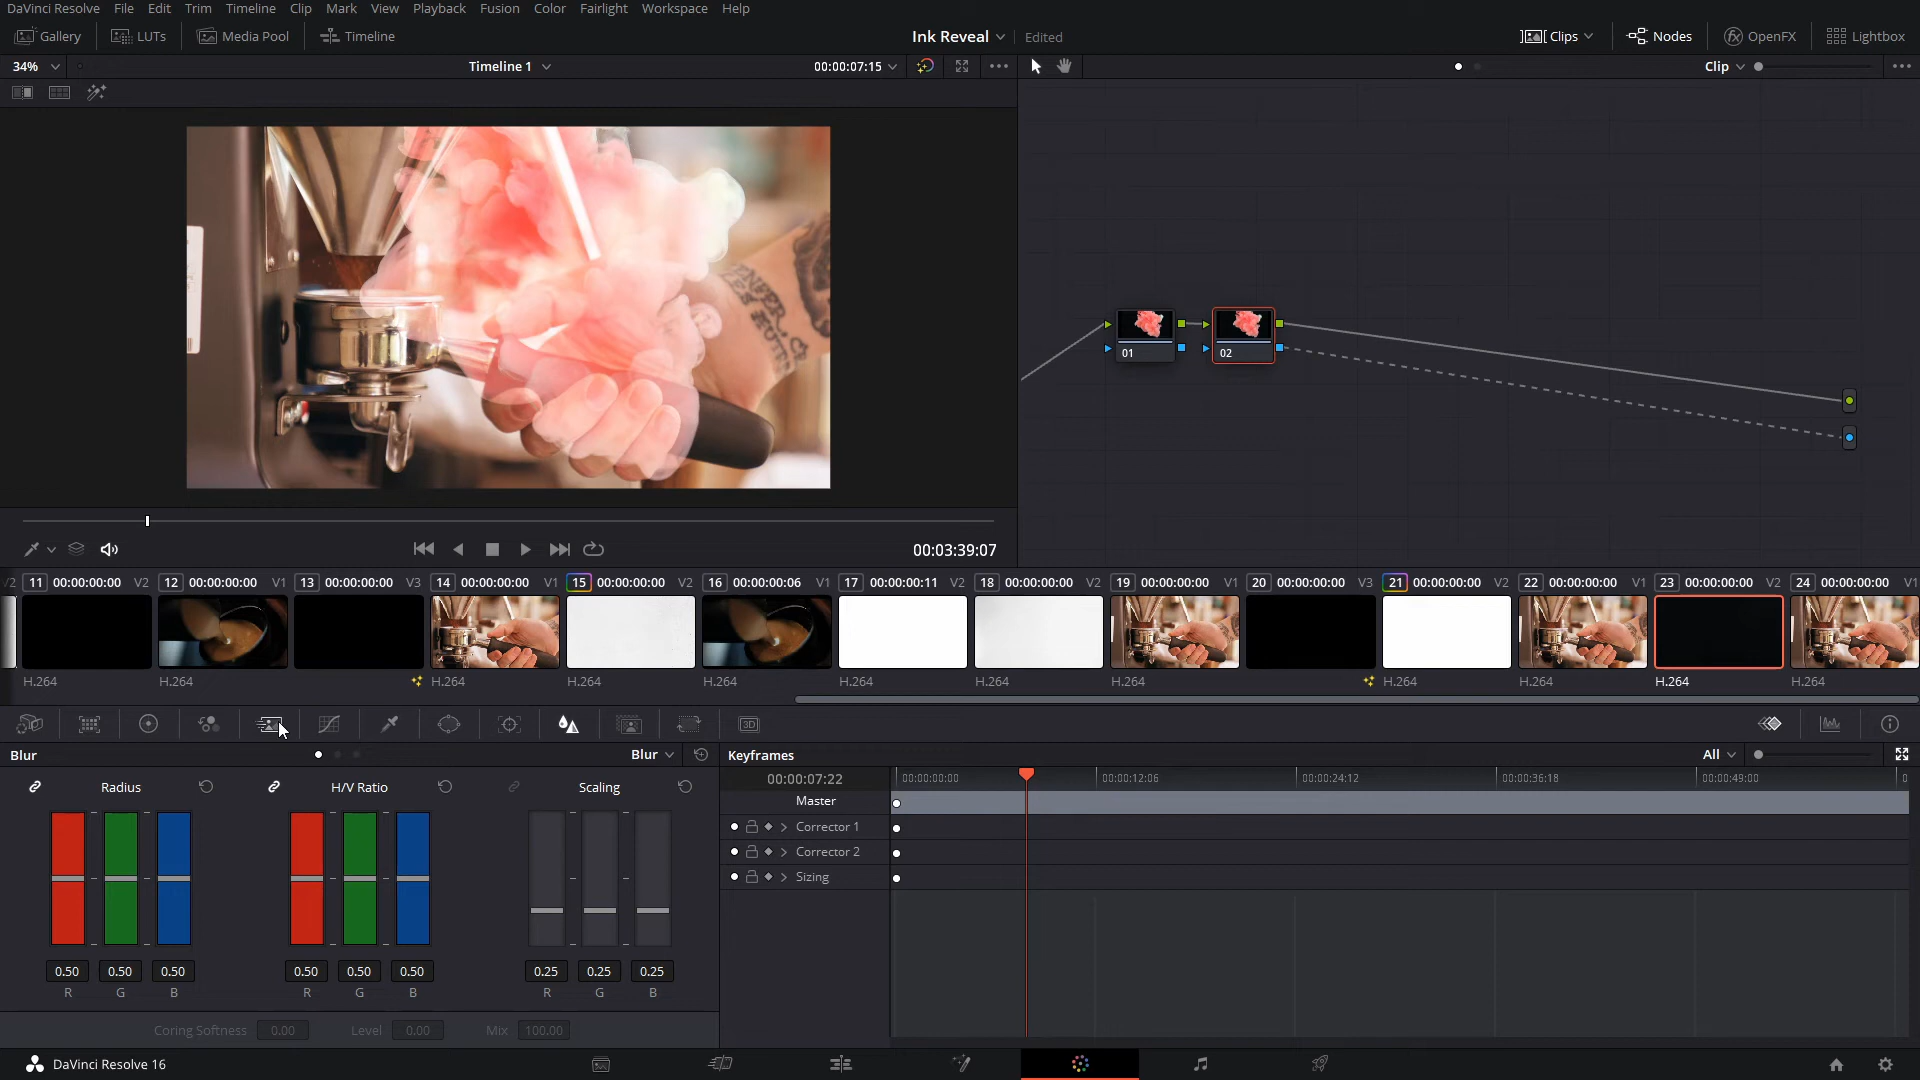 DaVinci Resolve File Edit Trim Timeline Clip Mark View Playback Fusion Color Fairlight Workspace Help
Gallery LUTs Media Pool Timeline Ink Reveal Edited Clips Nodes OpenFX Lightbox
34% Timeline 1 00:00:07:15 Clip
01 02
00:03:39:07
V2 11 00:00:00:00 V2 12 00:00:00:00 V1 13 00:00:00:00 V3 14 00:00:00:00 V1 15 00:00:00:00 V2 16 00:00:00:06 V1 17 00:00:00:11 V2 18 00:00:00:00 V2 19 00:00:00:00 V1 20 00:00:00:00 V3 21 00:00:00:00 V2 22 00:00:00:00 V1 23 00:00:00:00 V2 24 00:00:00:00 V1
H.264 H.264 H.264 H.264 H.264 H.264 H.264 H.264 H.264 H.264 H.264 H.264
Blur Blur Keyframes All
Radius H/V Ratio Scaling 00:00:07:22 00:00:00:00 00:00:12:06 00:00:24:12 00:00:36:18 00:00:49:00 0
Master
Corrector 1
Corrector 2
Sizing
0.50 0.50 0.50 0.50 0.50 0.50 0.25 0.25 0.25
R G B R G B R G B
Coring Softness 0.00 Level 0.00 Mix 100.00
DaVinci Resolve 16
3D